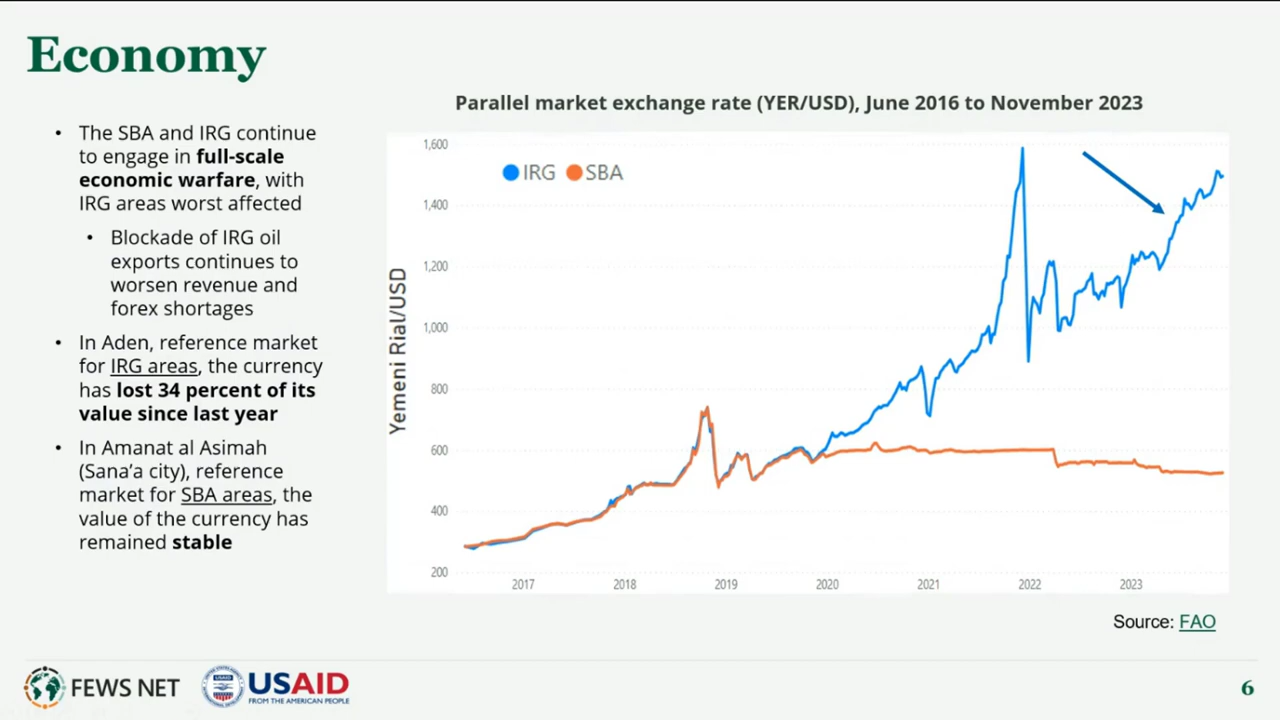 Economy
• The SBA and IRG continue
to engage in full-scale
economic warfare, with
IRG areas worst affected
• Blockade of IRG oil
exports continues to
worsen revenue and
forex shortages
• In Aden, reference market
for IRG areas, the currency
has lost 34 percent of its
value since last year
• In Amanat al Asimah
(Sana’a city), reference
market for SBA areas, the
value of the currency has
remained stable
Parallel market exchange rate (YER/USD), June 2016 to November 2023
IRG SBA
Yemeni Rial/USD
1,600
1,400
1,200
1,000
800
600
400
200
2017 2018 2019 2020 2021 2022 2023
Source: FAO
FEWS NET
USAID
FROM THE AMERICAN PEOPLE
6